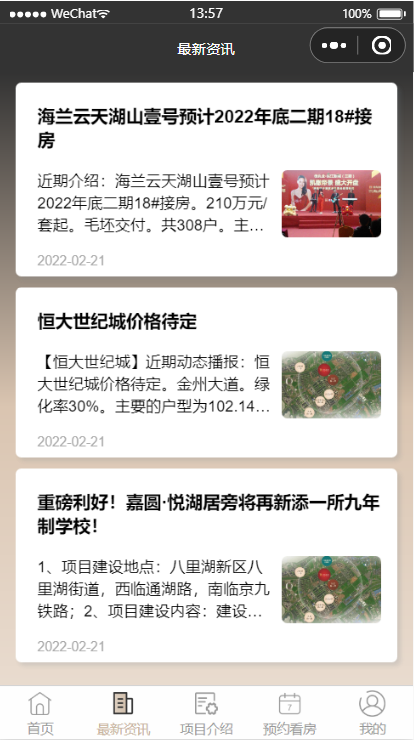 WeChat
13:57
100%
最新资讯
海兰云天湖山壹号预计2022年底二期18#接
房
近期介绍：海兰云天湖山壹号预计
2022年底二期18#接房。210万元/
套起。毛坯交付。共308户。主...
2022-02-21
恒大世纪城价格待定
【恒大世纪城】近期动态播报：恒
大世纪城价格待定。金州大道。绿
化率30%。主要的户型为102.14...
2022-02-21
重磅利好！嘉圆·悦湖居旁将再新添一所九年
制学校！
1、项目建设地点：八里湖新区八
里湖街道，西临通湖路，南临京九
铁路；2、项目建设内容：建设...
2022-02-21
首页
最新资讯
项目介绍
7
预约看房
我的